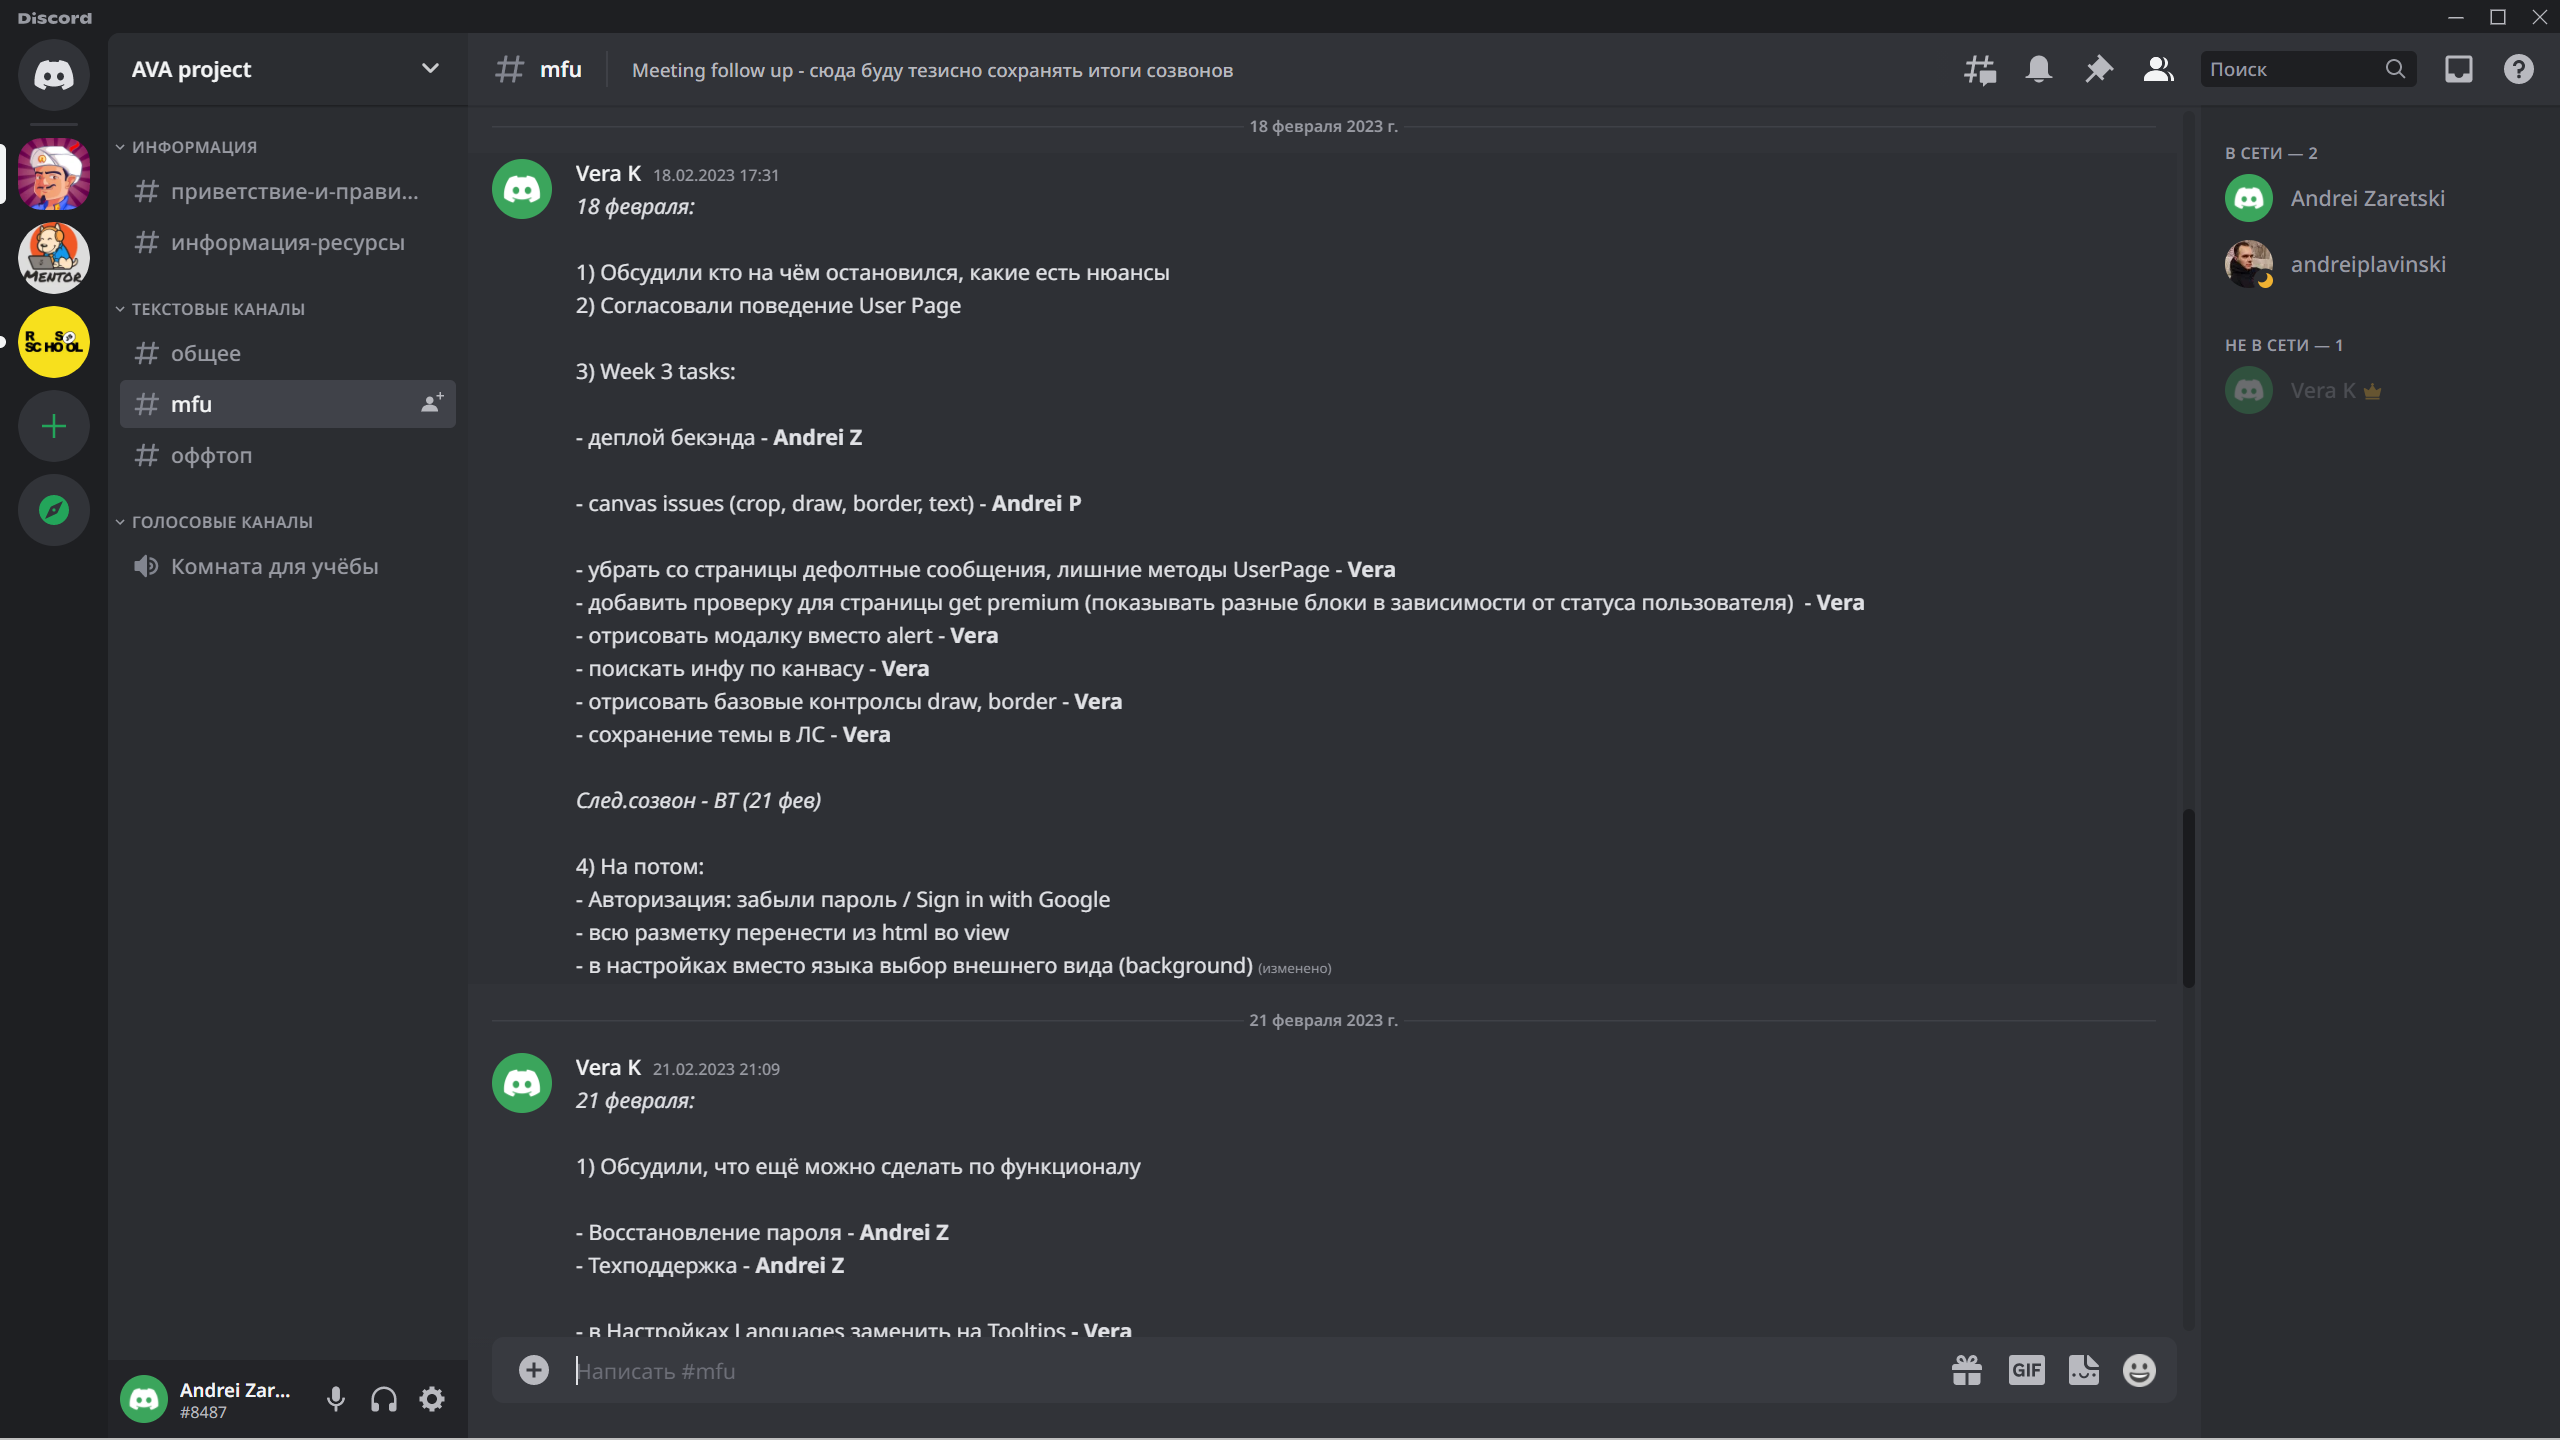 Discord
AVA project
ИНФОРМАЦИЯ
приветствие-и-прави...
информация-ресурсы
ТЕКСТОВЫЕ КАНАЛЫ
общее
mfu
оффтоп
ГОЛОСОВЫЕ КАНАЛЫ
Комната для учёбы
MENTOR
RS
SCHOOL
Andrei Zar...
#8487
mfu
Meeting follow up - сюда буду тезисно сохранять итоги созвонов
Поиск
18 февраля 2023 г.
Vera K 18.02.2023 17:31
18 февраля:
1) Обсудили кто на чём остановился, какие есть нюансы
2) Согласовали поведение User Page
3) Week 3 tasks:
- деплой бекэнда - Andrei Z
- canvas issues (crop, draw, border, text) - Andrei P
- убрать со страницы дефолтные сообщения, лишние методы UserPage - Vera
- добавить проверку для страницы get premium (показывать разные блоки в зависимости от статуса пользователя)  - Vera
- отрисовать модалку вместо alert - Vera
- поискать инфу по канвасу - Vera
- отрисовать базовые контролсы draw, border - Vera
- сохранение темы в ЛС - Vera
След.созвон - ВТ (21 фев)
4) На потом:
- Авторизация: забыли пароль / Sign in with Google
- всю разметку перенести из html во view
- в настройках вместо языка выбор внешнего вида (background) (изменено)
21 февраля 2023 г.
Vera K 21.02.2023 21:09
21 февраля:
1) Обсудили, что ещё можно сделать по функционалу
- Восстановление пароля - Andrei Z
- Техподдержка - Andrei Z
- в Настройках Languages заменить на Tooltips - Vera
Написать #mfu
GIF
В СЕТИ — 2
Andrei Zaretski
andreiplavinski
НЕ В СЕТИ — 1
Vera K